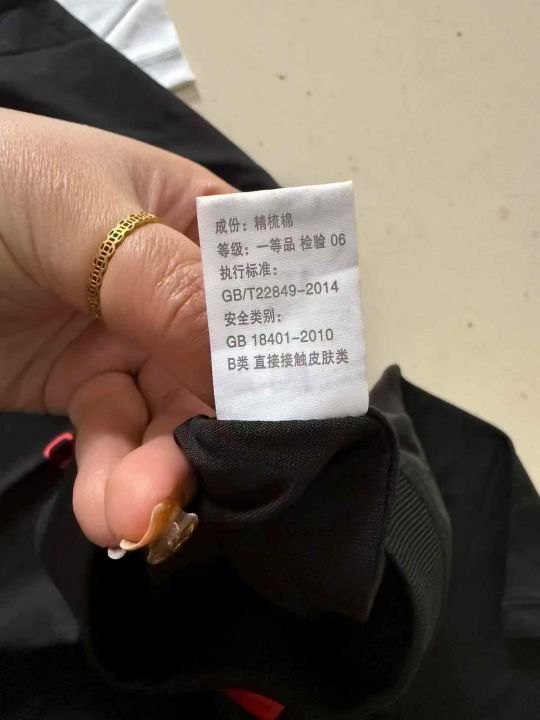 成份：精梳棉
等级：一等品 检验 06
执行标准：
GB/T22849-2014
安全类别：
GB 18401-2010
B类 直接接触皮肤类